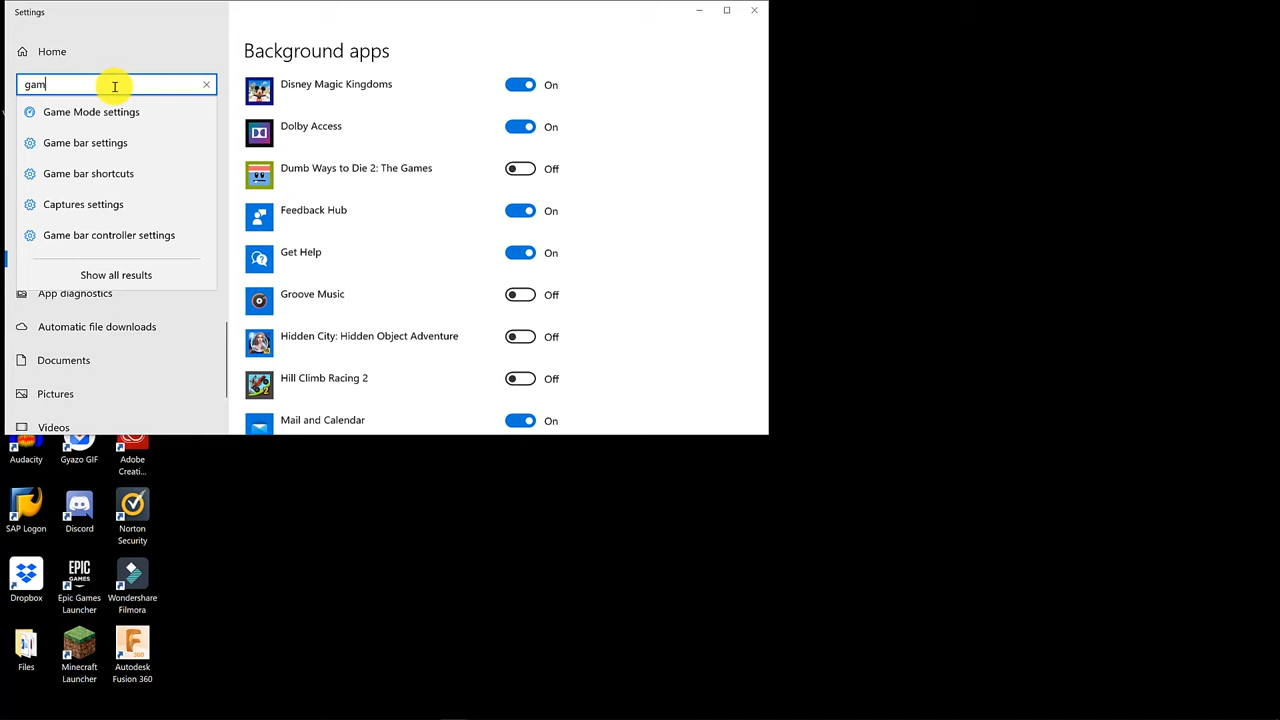 Settings
Home
gam
Game Mode settings
Game bar settings
Game bar shortcuts
Captures settings
Game bar controller settings
Show all results
App diagnostics
Automatic file downloads
Documents
Pictures
Videos
Background apps
Disney Magic Kingdoms
On
Dolby Access
On
Dumb Ways to Die 2: The Games
Off
Feedback Hub
On
Get Help
On
Groove Music
Off
Hidden City: Hidden Object Adventure
Off
Hill Climb Racing 2
Off
Mail and Calendar
On
Audacity
Gyazo GIF
Adobe
Creati...
SAP Logon
Discord
Norton
Security
EPIC
GAMES
Dropbox
Epic Games
Launcher
Wondershare
Filmora
F
360
Files
Minecraft
Launcher
Autodesk
Fusion 360